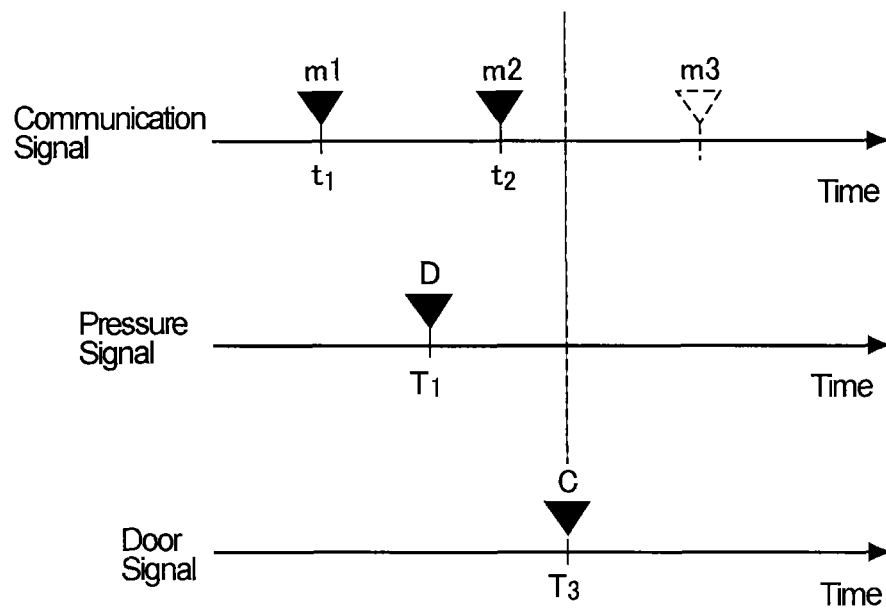 m1 m2 m3
Communication
Signal
t1 t2
Time
D
Pressure
Signal
T1
Time
C
Door
Signal
T3
Time